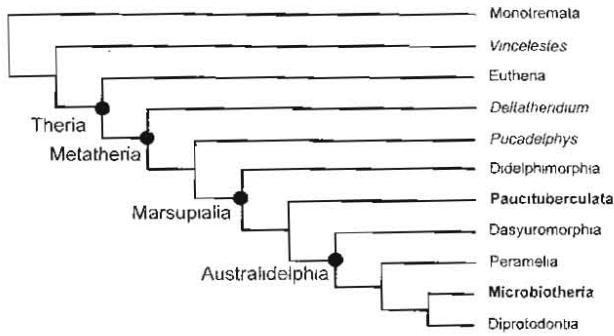 Monotremata
Vincelestes
Eutheria
Theria
Deltatheridium
Metatheria
Pucadelphys
Didelphimorphia
Marsupialia
Paucituberculata
Dasyuromorphia
Australidelphia
Peramelia
Microbiotheria
Diprotodontia